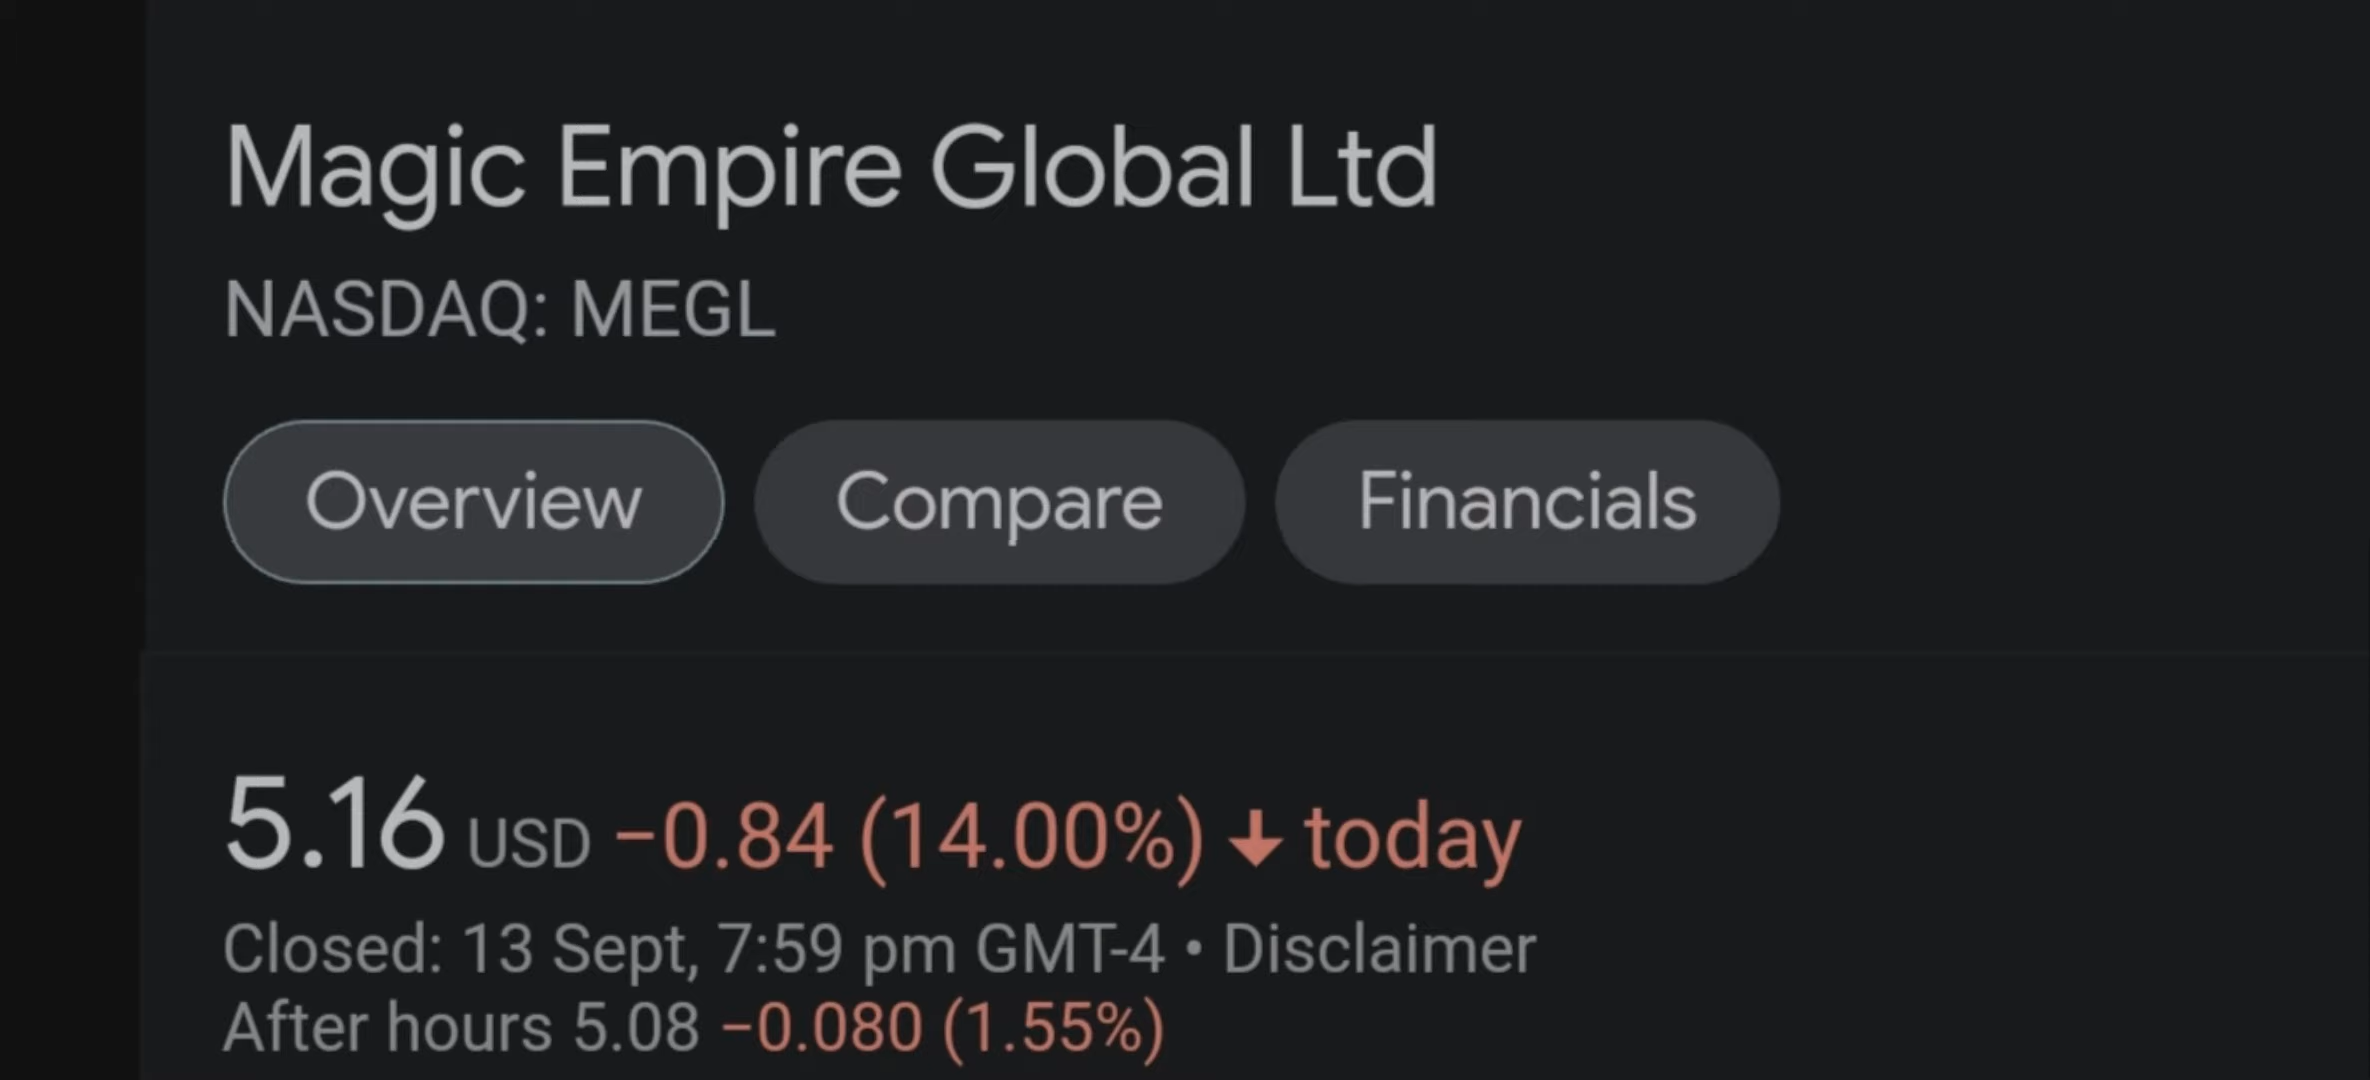 Magic Empire Global Ltd
NASDAQ: MEGL
Overview Compare Financials
5.16 USD −0.84 (14.00%) ↓ today
Closed: 13 Sept, 7:59 pm GMT-4 • Disclaimer
After hours 5.08 −0.080 (1.55%)